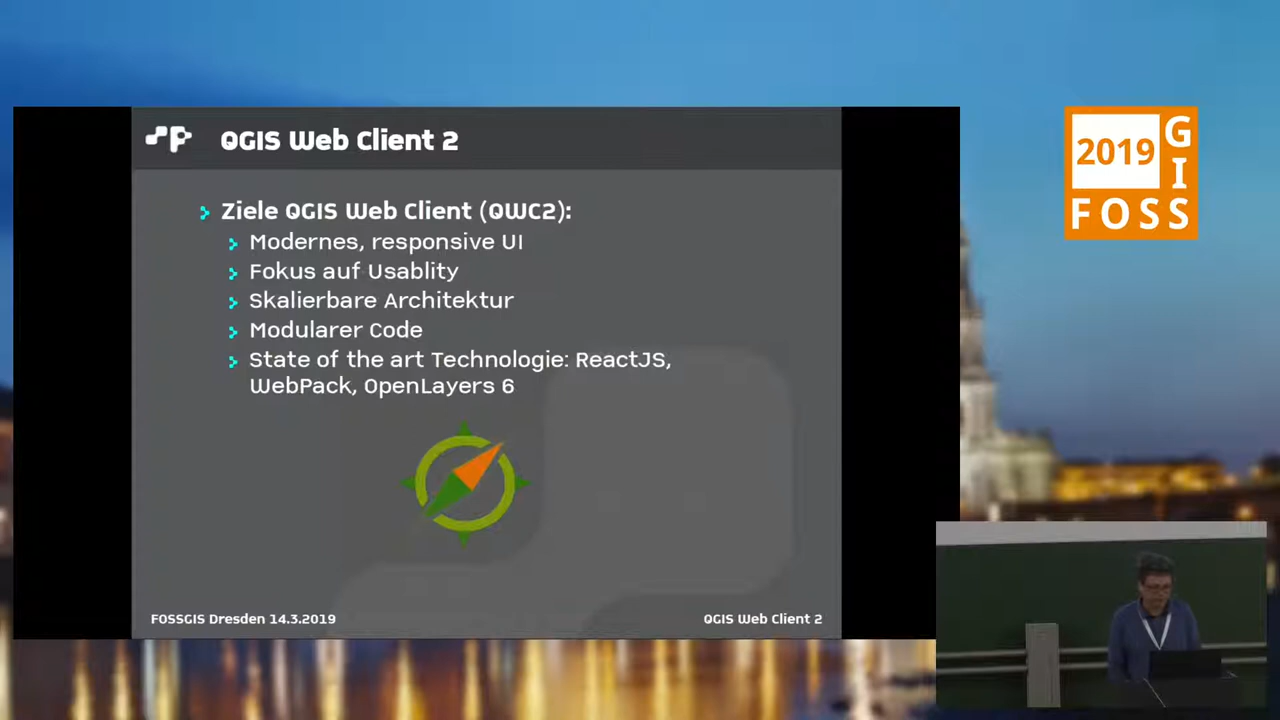 QGIS Web Client 2
Ziele QGIS Web Client (QWC2):
Modernes, responsive UI
Fokus auf Usablity
Skalierbare Architektur
Modularer Code
State of the art Technologie: ReactJS,
WebPack, OpenLayers 6
FOSSGIS Dresden 14.3.2019
QGIS Web Client 2
2019
GIS
FOSS